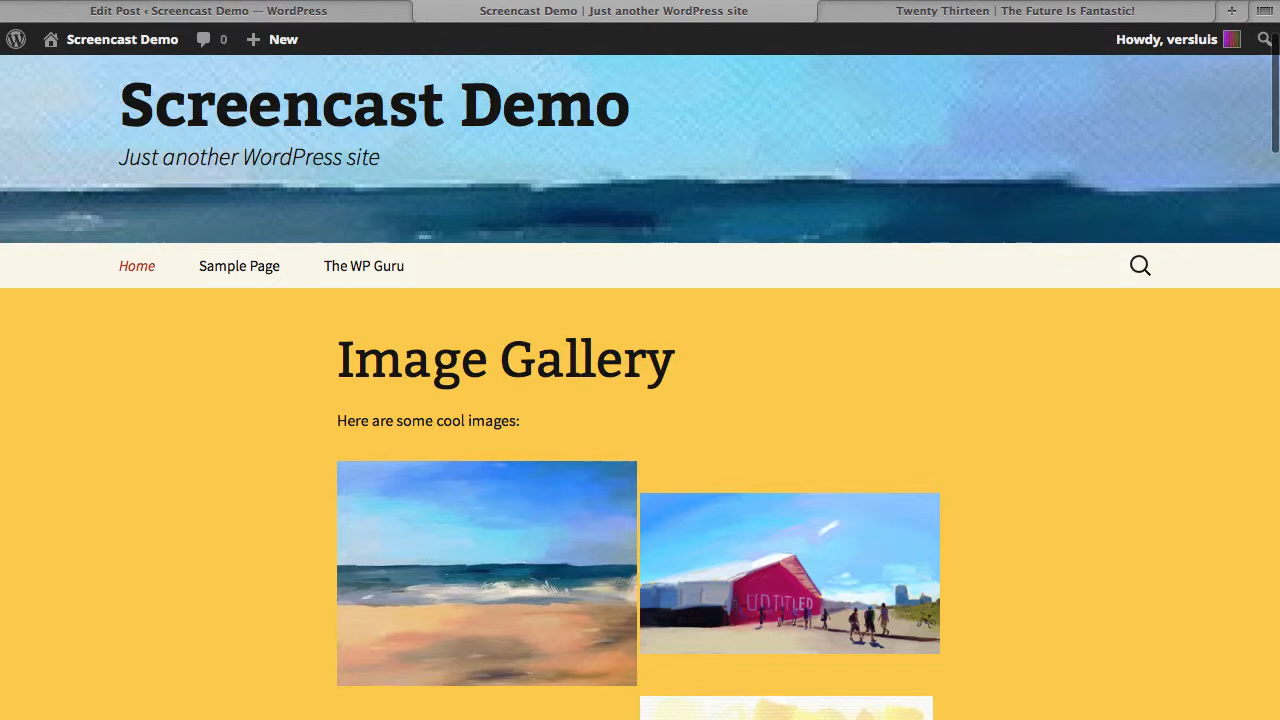 Edit Post ‹ Screencast Demo — WordPress
Screencast Demo | Just another WordPress site
Twenty Thirteen | The Future Is Fantastic!
Screencast Demo
0
New
Howdy, versluis
Screencast Demo
Just another WordPress site
Home
Sample Page
The WP Guru
Image Gallery
Here are some cool images:
UNTITLED